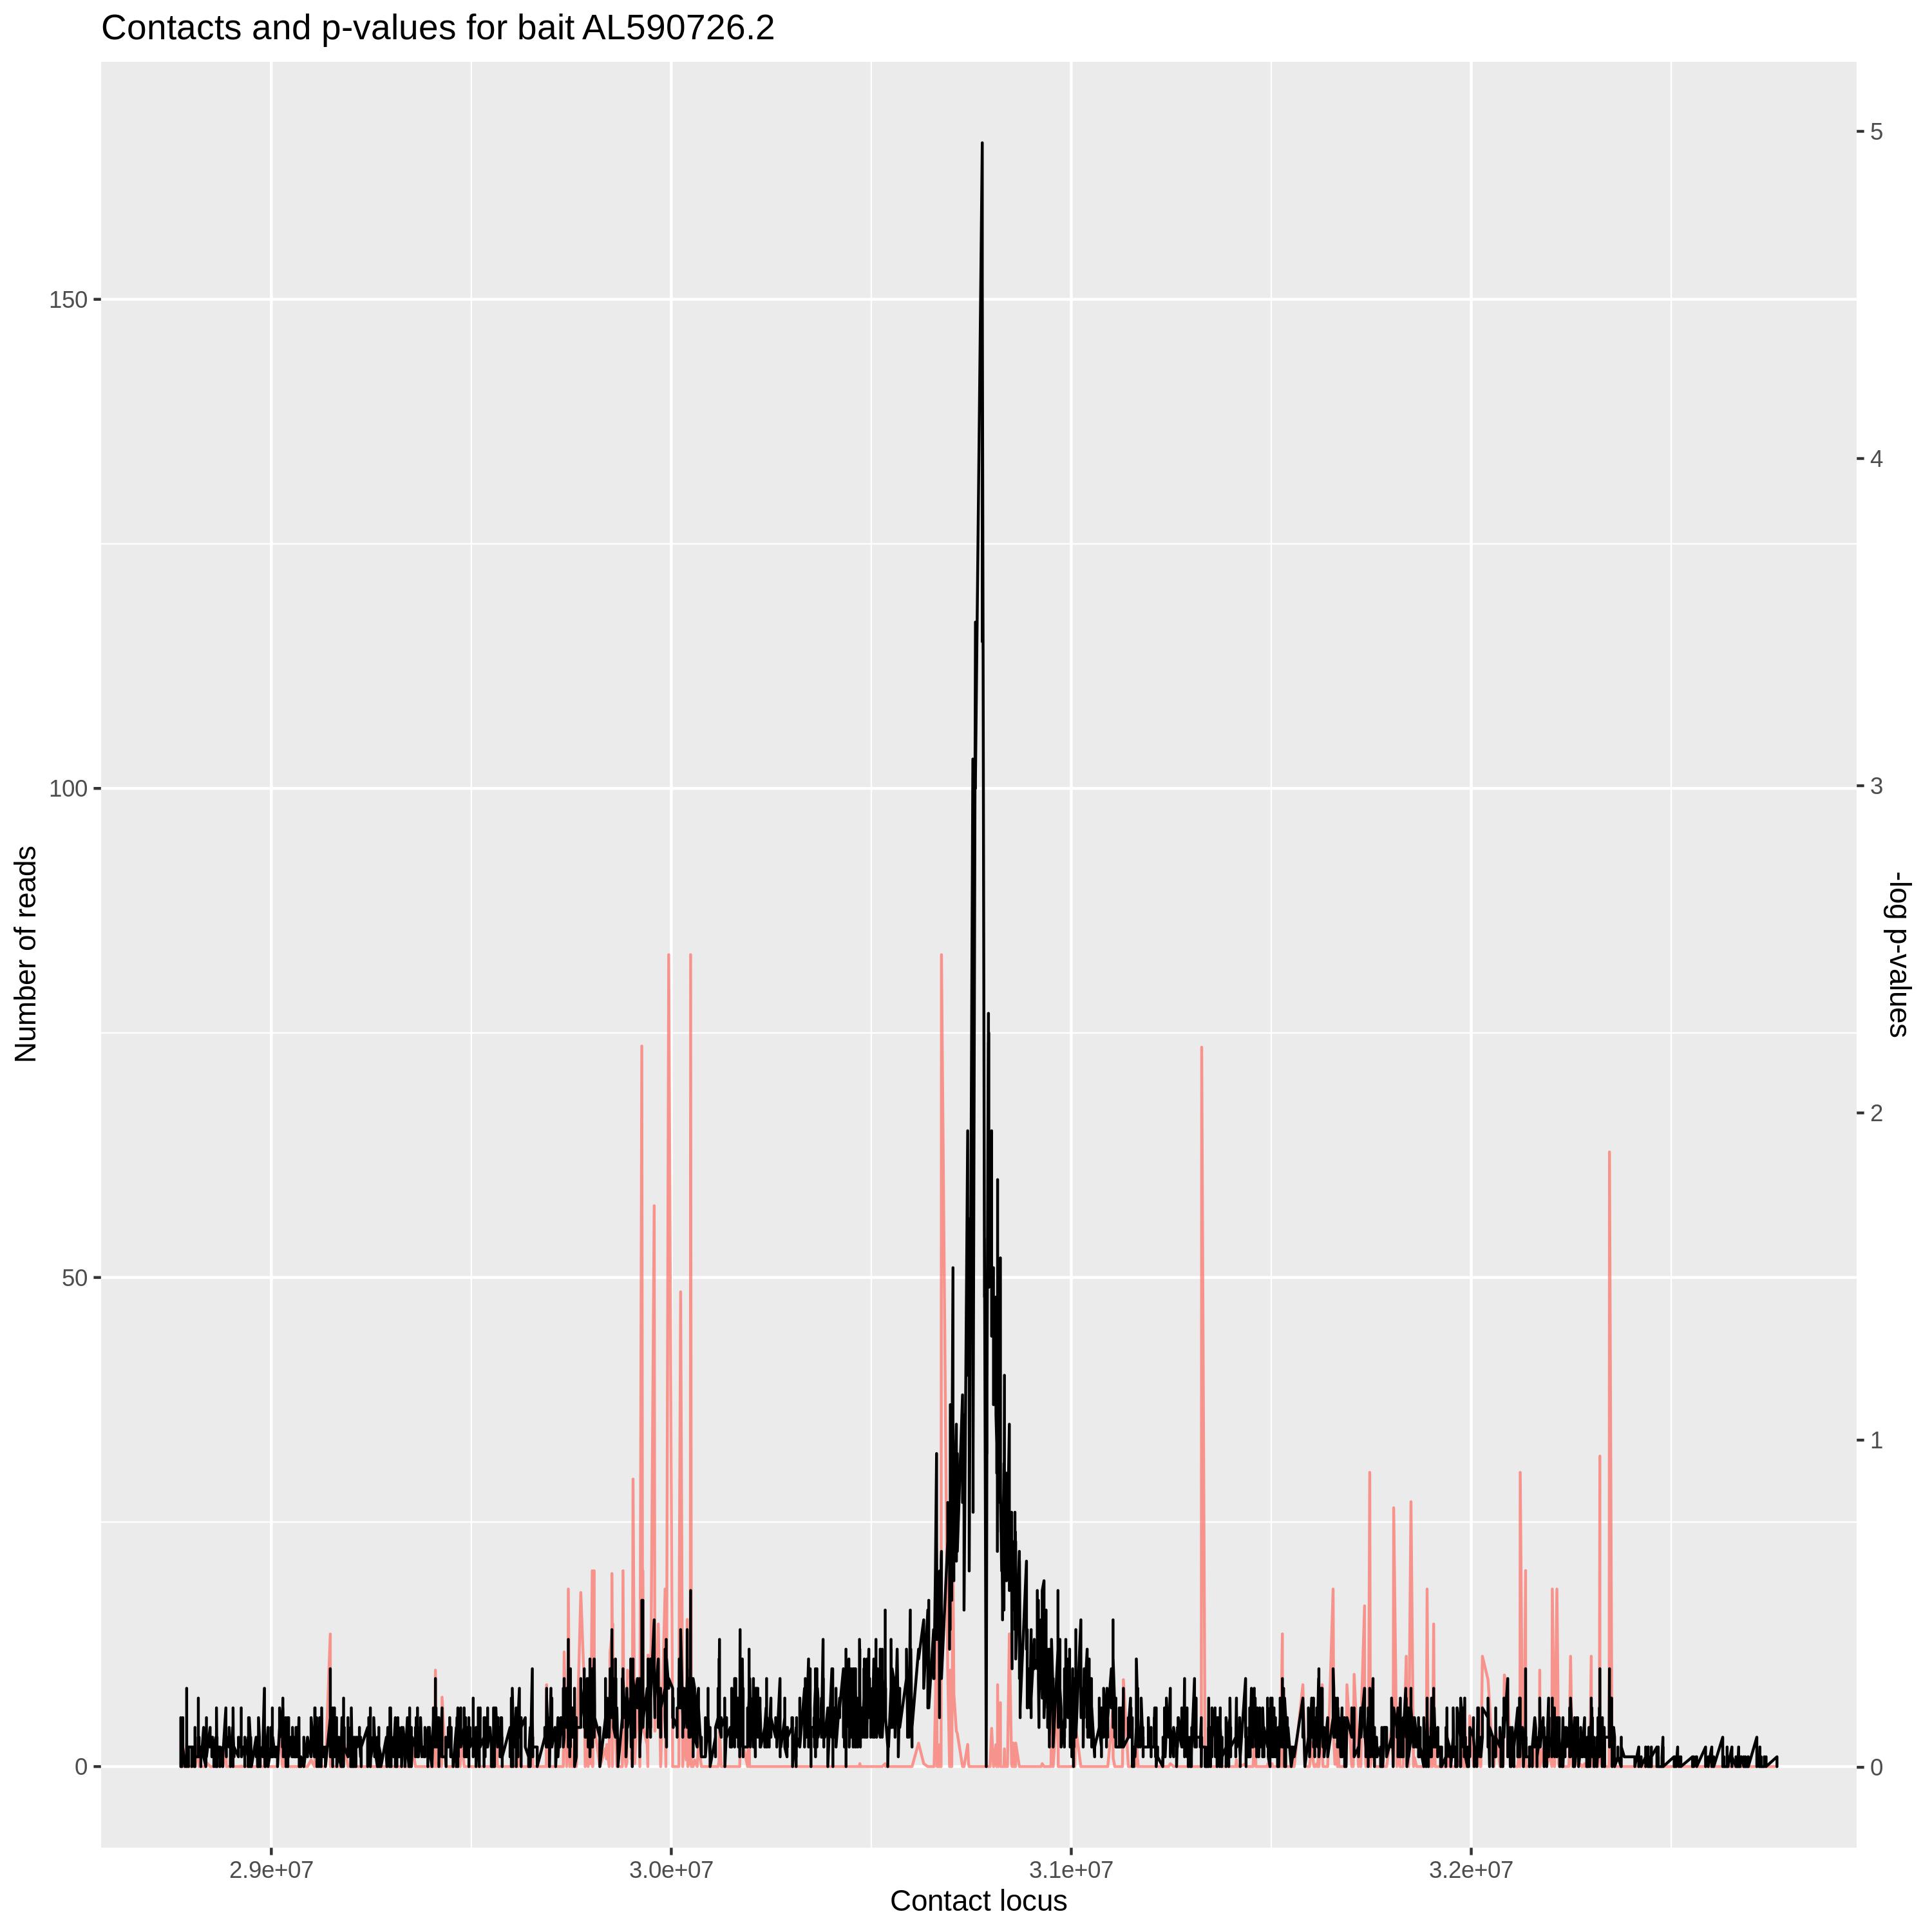 Contacts and p-values for bait AL590726.2
150
100
50
0
Number of reads
5
4
3
2
1
0
-log p-values
2.9e+07 3.0e+07 3.1e+07 3.2e+07
Contact locus